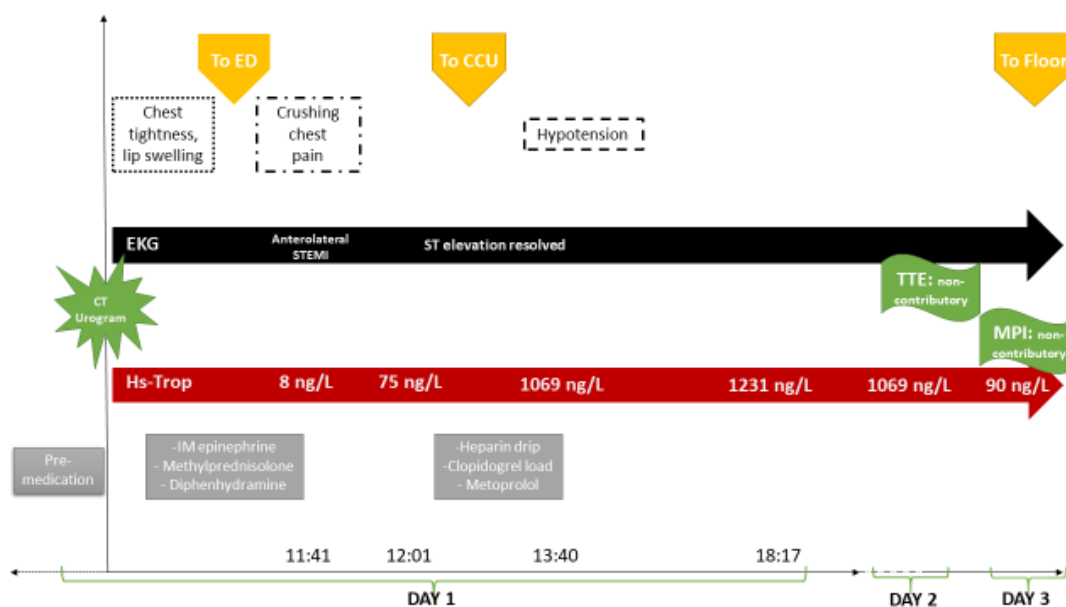 To ED
To CCU
To Floor
Chest
tightness,
lip swelling
Crushing
chest
pain
Hypotension
EKG
Anterolateral
STEMI
ST elevation resolved
TTE: non-
contributory
CT
Urogram
MPI: non-
contributory
Hs-Trop
8 ng/L
75 ng/L
1069 ng/L
1231 ng/L
1069 ng/L
90 ng/L
Pre-
medication
-IM epinephrine
- Methylprednisolone
- Diphenhydramine
-Heparin drip
-Clopidogrel load
- Metoprolol
11:41
12:01
13:40
18:17
DAY 1
DAY 2
DAY 3